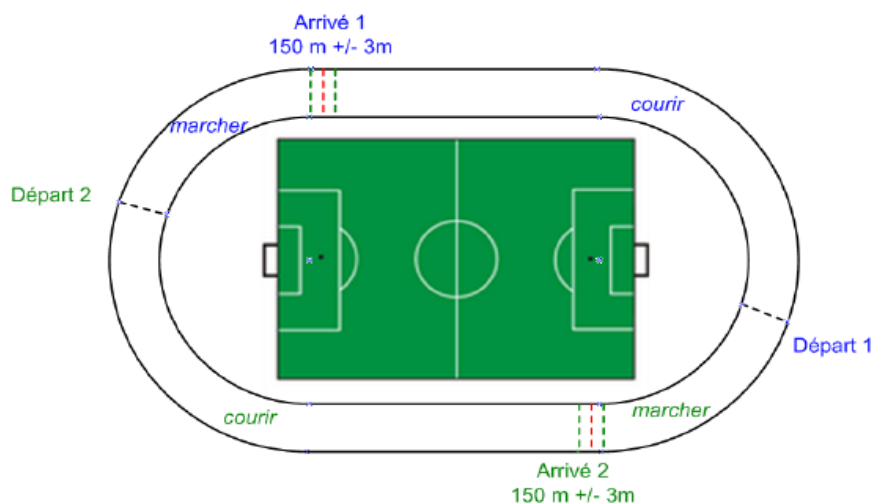 Arrivé 1
150 m +/- 3m
courir
marcher
Départ 2
Départ 1
courir
marcher
Arrivé 2
150 m +/- 3m